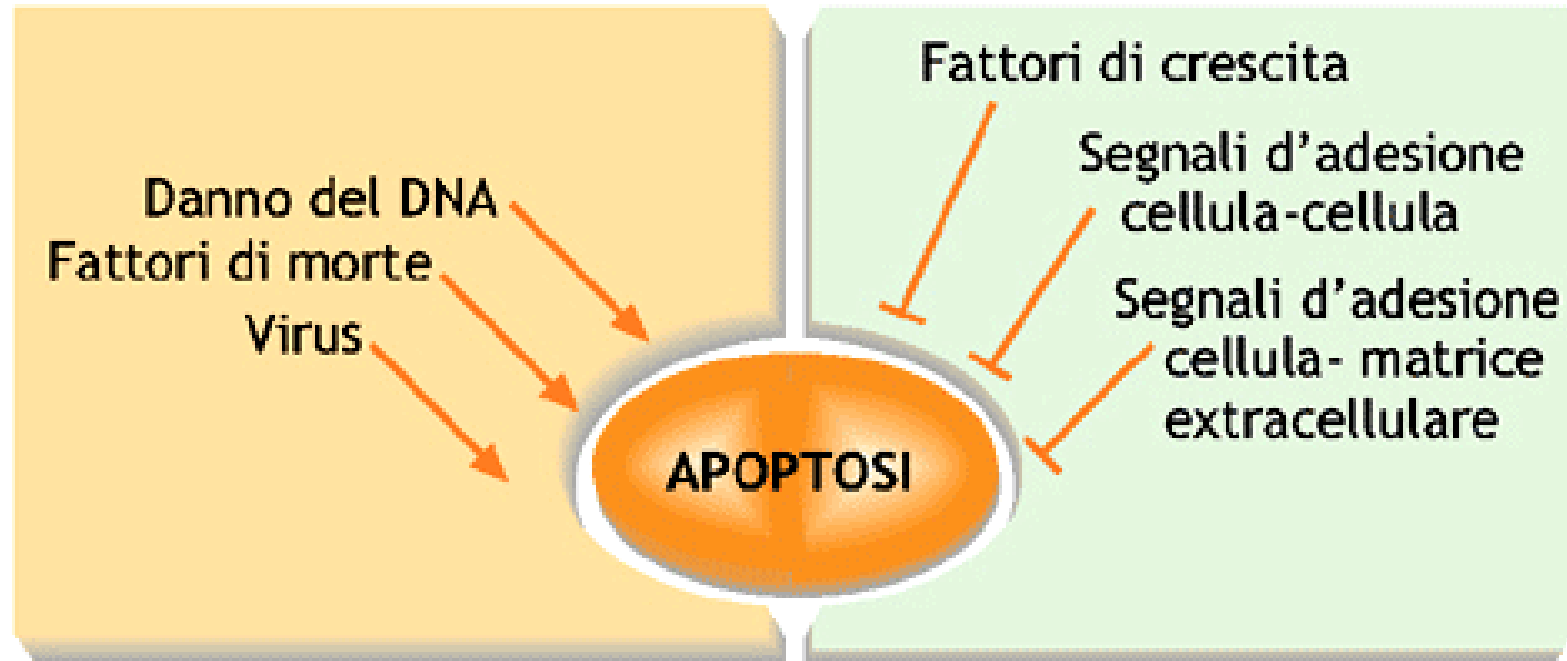 Danno del DNA
Fattori di morte
Virus
APOPTOSI
Fattori di crescita
Segnali d’adesione
cellula-cellula
Segnali d’adesione
cellula- matrice
extracellulare